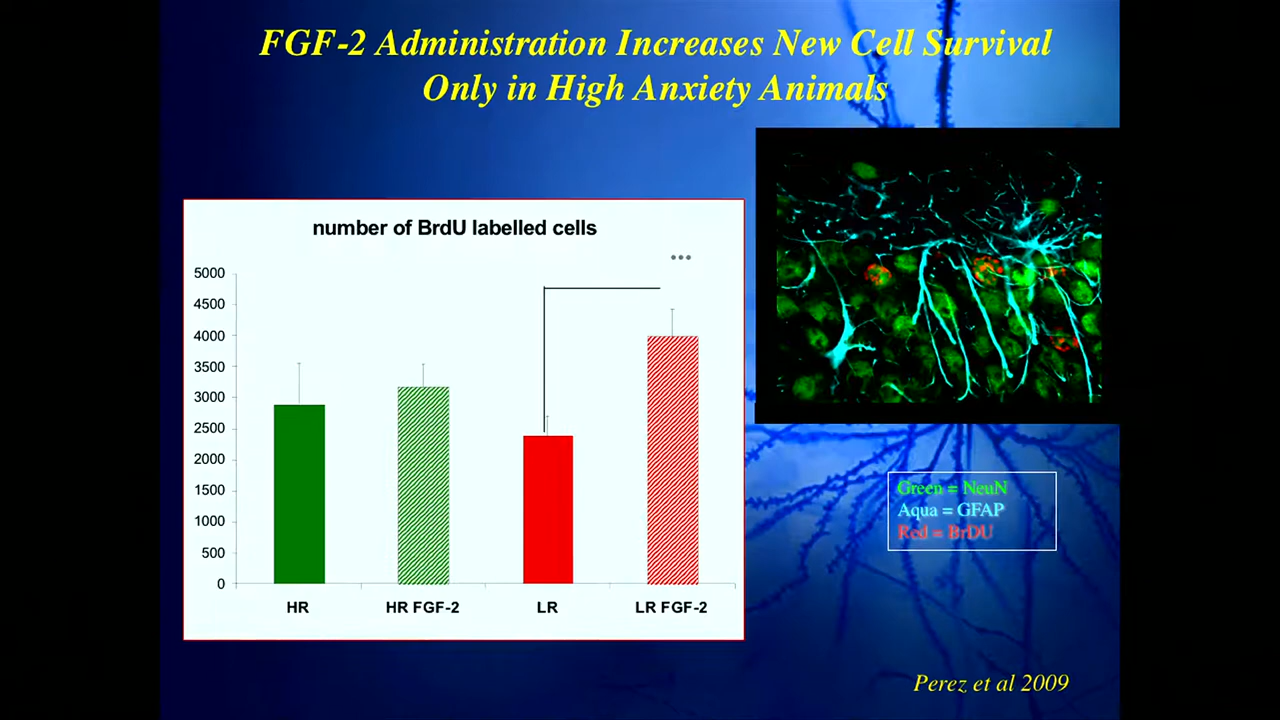 FGF-2 Administration Increases New Cell Survival
Only in High Anxiety Animals
number of BrdU labelled cells
•••
5000
4500
4000
3500
3000
2500
2000
1500
1000
500
0
HR
HR FGF-2
LR
LR FGF-2
Green = NeuN
Aqua = GFAP
Red = BrDU
Perez et al 2009